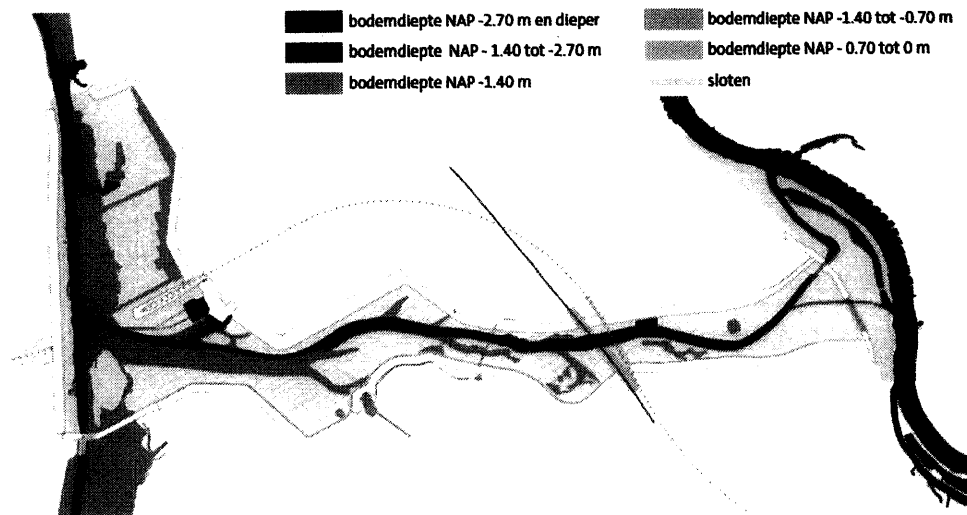 bodemdiepte NAP -2.70 m en dieper
bodemdiepte NAP - 1.40 tot -2.70 m
bodemdiepte NAP -1.40 m
bodemdiepte NAP -1.40 tot -0.70 m
bodemdiepte NAP - 0.70 tot 0 m
sloten